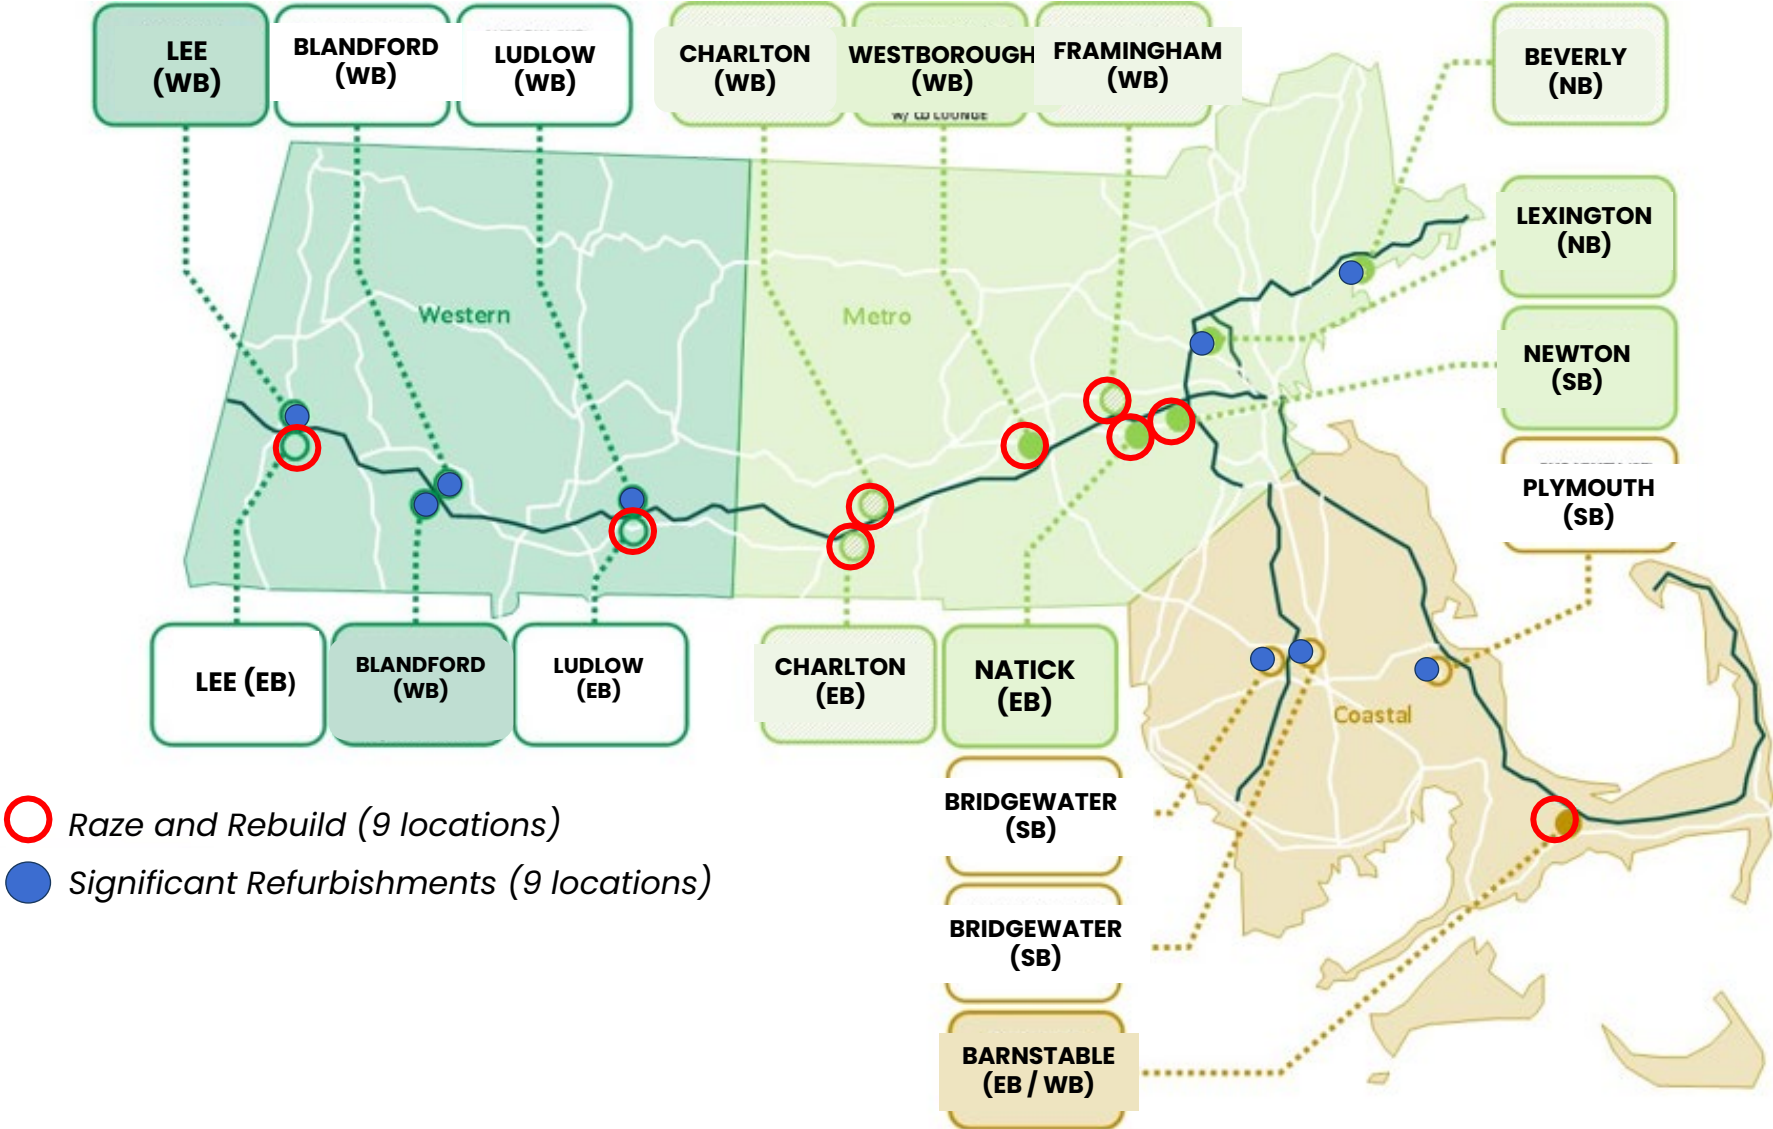 LEE
(WB)
BLANDFORD
(WB)
LUDLOW
(WB)
CHARLTON
(WB)
WESTBOROUGH
(WB)
W/ CD LOUNGE
FRAMINGHAM
(WB)
BEVERLY
(NB)
LEXINGTON
(NB)
NEWTON
(SB)
PLYMOUTH
(SB)
Western
Metro
Coastal
LEE (EB)
BLANDFORD
(WB)
LUDLOW
(EB)
CHARLTON
(EB)
NATICK
(EB)
BRIDGEWATER
(SB)
BRIDGEWATER
(SB)
BARNSTABLE
(EB / WB)
Raze and Rebuild (9 locations)
Significant Refurbishments (9 locations)